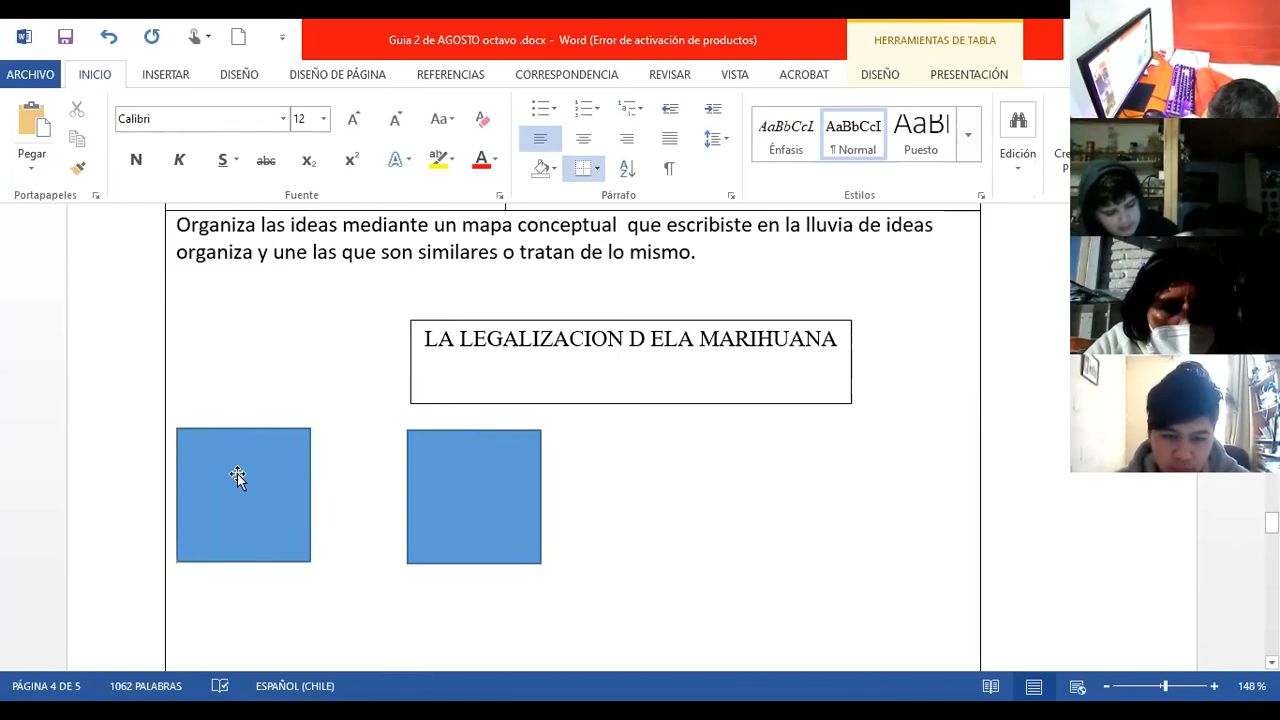 Guia 2 de AGOSTO octavo .docx - Word (Error de activación de productos)
HERRAMIENTAS DE TABLA
ARCHIVO INICIO INSERTAR DISEÑO DISEÑO DE PÁGINA REFERENCIAS CORRESPONDENCIA REVISAR VISTA ACROBAT DISEÑO PRESENTACIÓN
Pegar
Calibri 12 A A Aa
N K S abc x₂ x² A A
AaBbCcI AaBbCcI AaBI
Énfasis ¶ Normal Puesto
Edición
Portapapeles Fuente Párrafo Estilos
Organiza las ideas mediante un mapa conceptual que escribiste en la lluvia de ideas
organiza y une las que son similares o tratan de lo mismo.
LA LEGALIZACION D ELA MARIHUANA
PÁGINA 4 DE 5 1062 PALABRAS ESPAÑOL (CHILE) 148 %